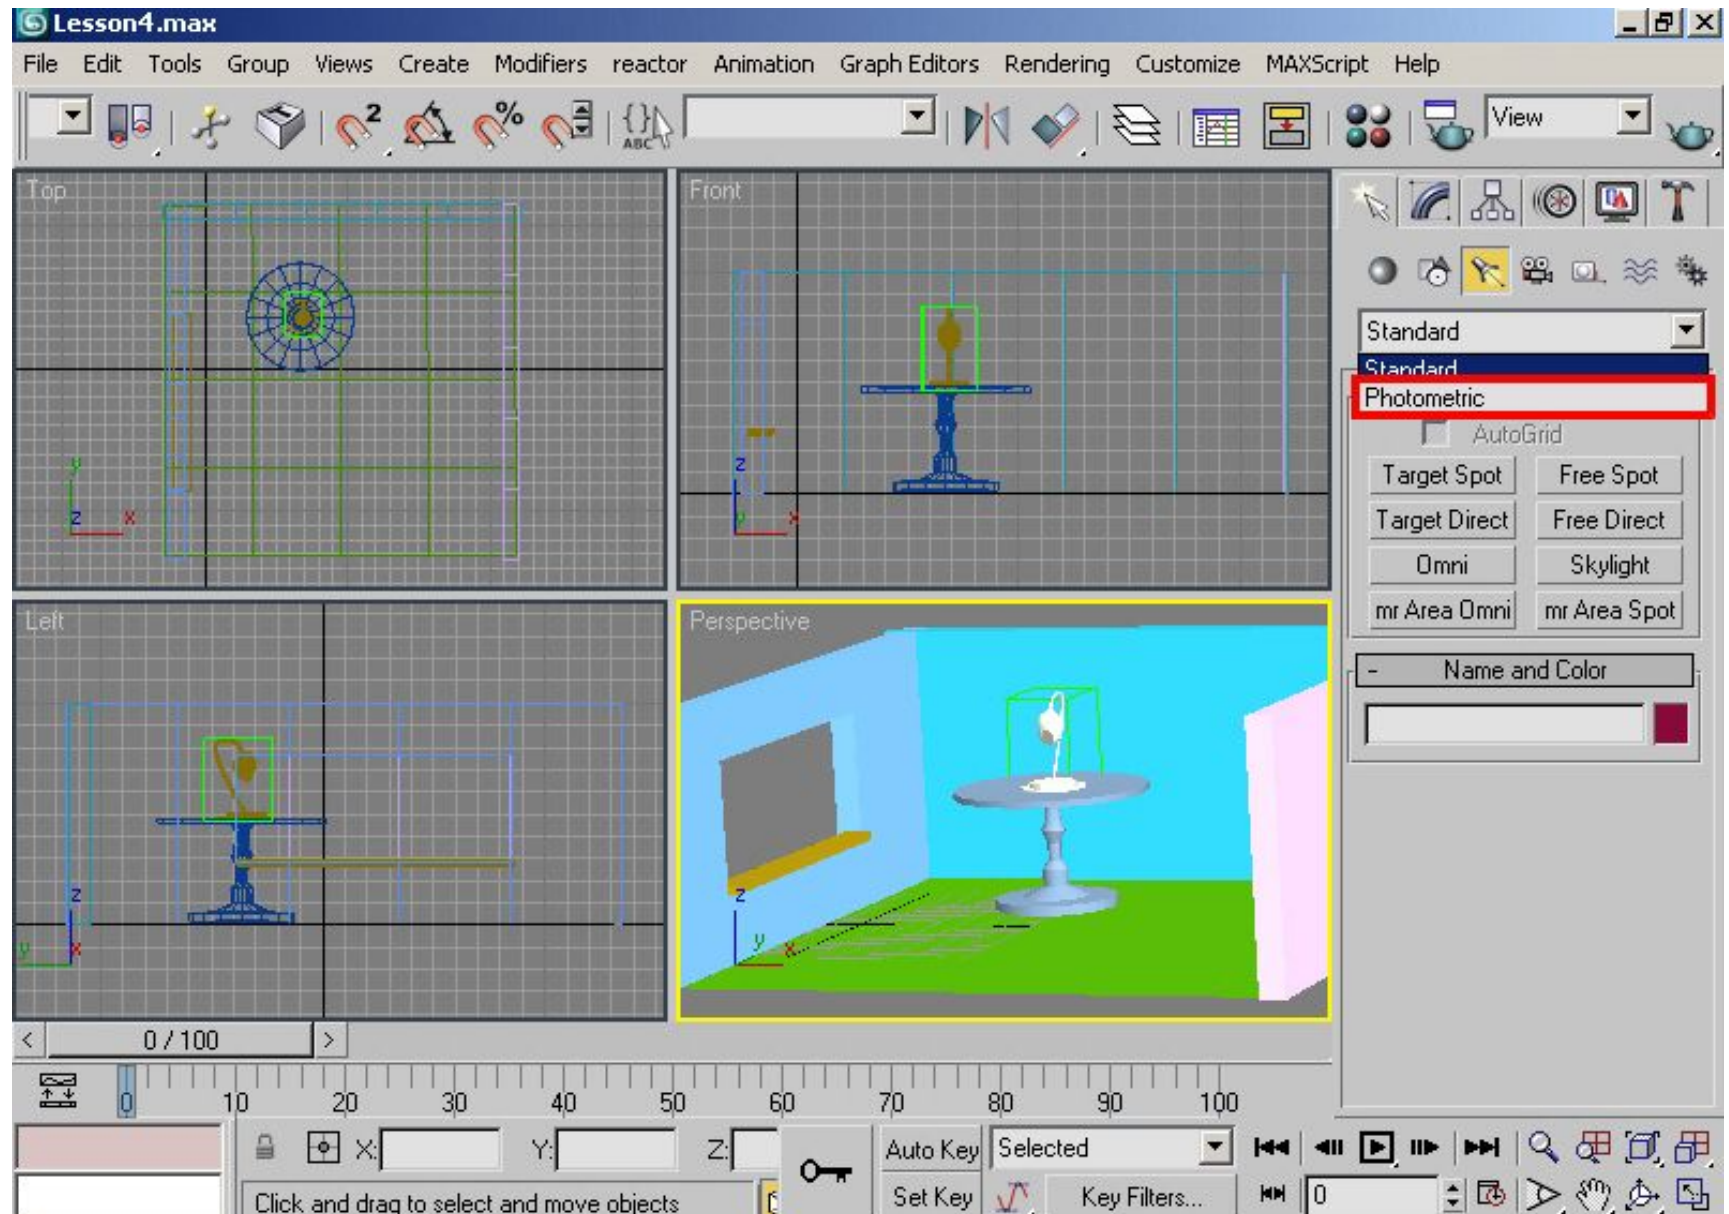 Lesson4.max
File Edit Tools Group Views Create Modifiers reactor Animation Graph Editors Rendering Customize MAXScript Help
2 % {} ABC View
Top
Front
Standard
Standard
Photometric
AutoGrid
Target Spot Free Spot
Target Direct Free Direct
Omni Skylight
mr Area Omni mr Area Spot
- Name and Color
y
z x
z
y x
Left
Perspective
z
y x
z
y x
< 0 / 100 >
0 10 20 30 40 50 60 70 80 90 100
X: Y: Z: Auto Key Selected
Click and drag to select and move objects Set Key Key Filters... 0